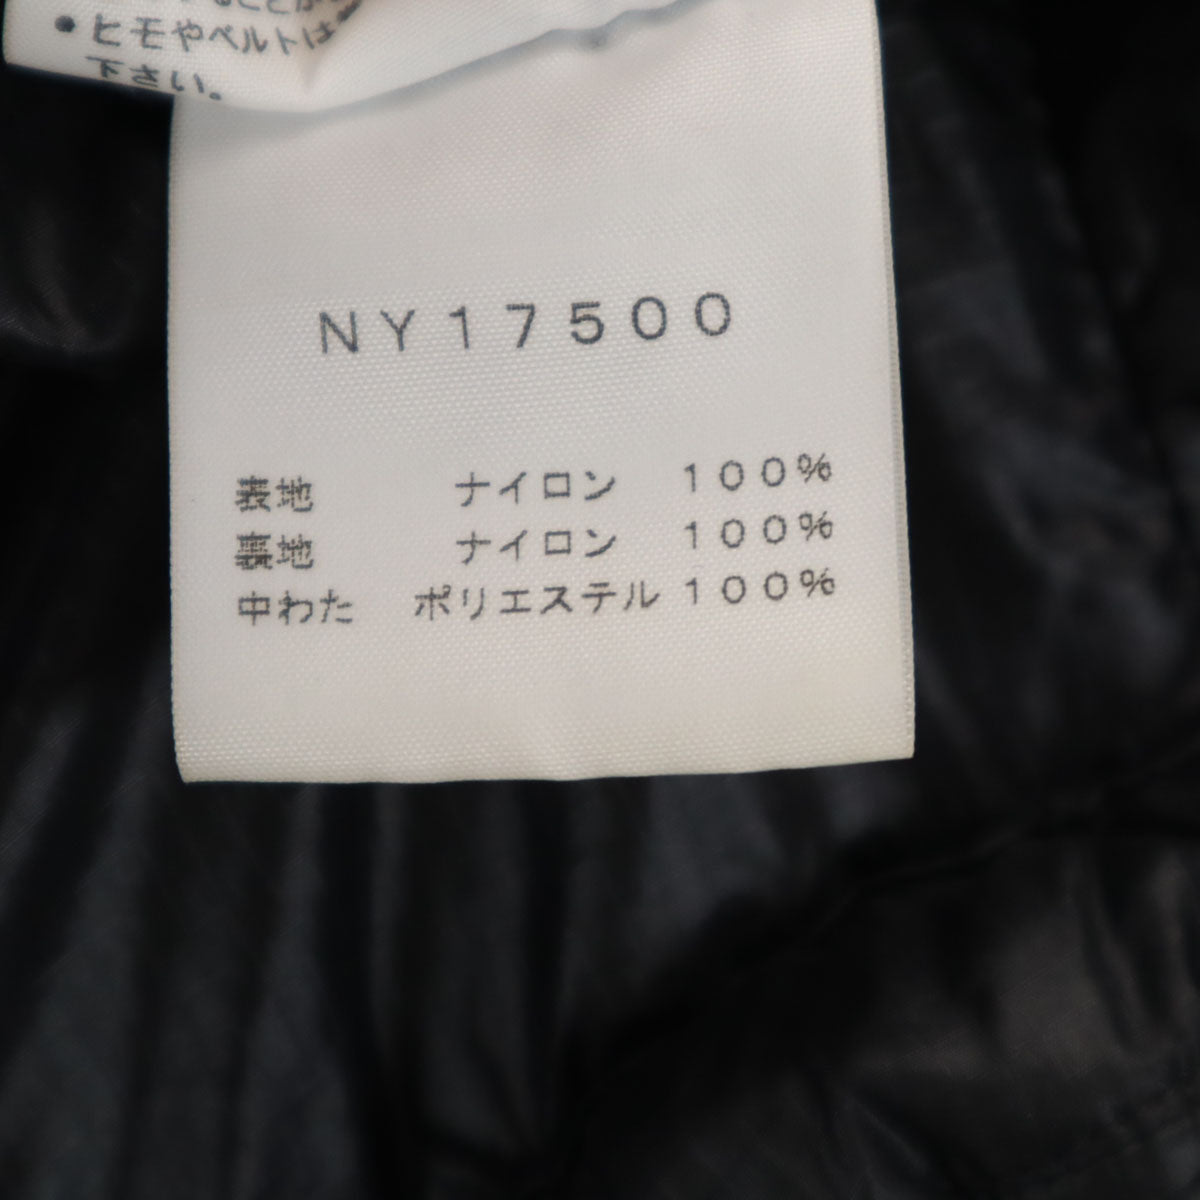 • ヒモやベルトは
下さい。
NY17500
表地 ナイロン 100%
裏地 ナイロン 100%
中わた ポリエステル 100%